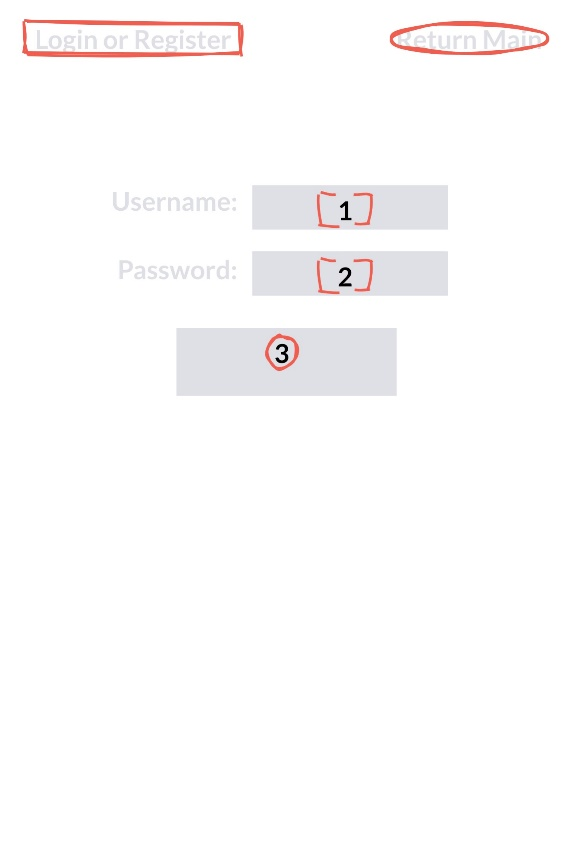 Login or Register
Return Main
Username: 1
Password: 2
3